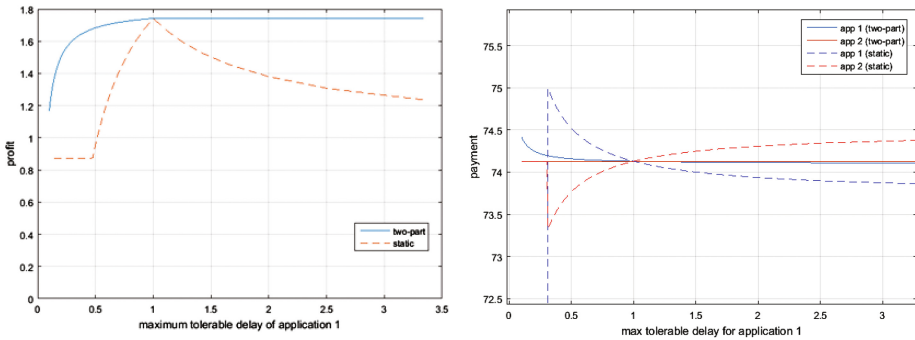 1.8
1.6
1.4
1.2
1
0.8
0.6
0.4
0.2
0
profit
two-part
static
0 0.5 1 1.5 2 2.5 3 3.5
maximum tolerable delay of application 1
75.5
75
74.5
74
73.5
73
72.5
payment
app 1 (two-part)
app 2 (two-part)
app 1 (static)
app 2 (static)
0 0.5 1 1.5 2 2.5 3
max tolerable delay for application 1